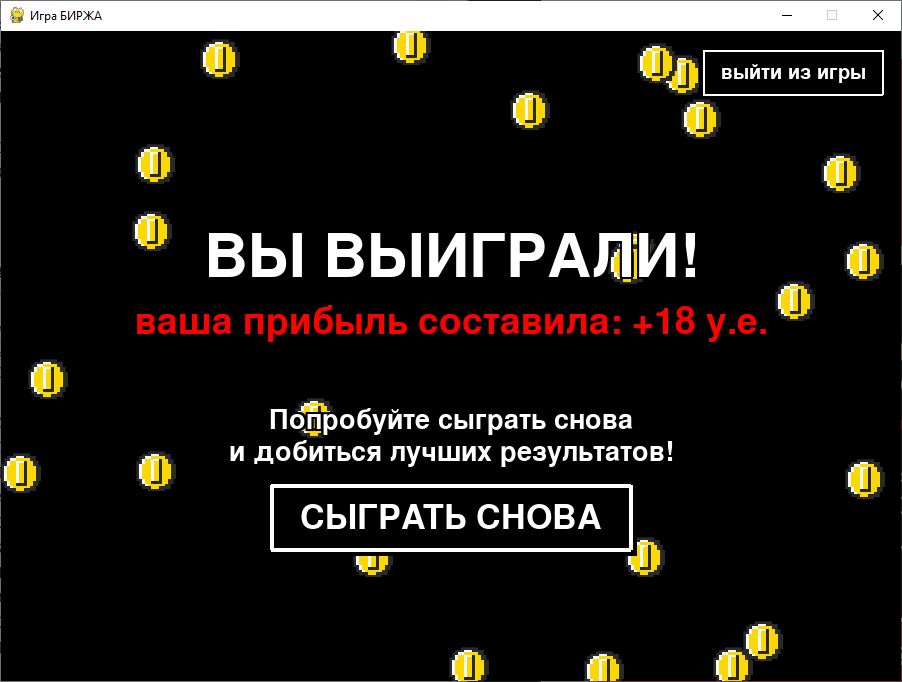 Игра БИРЖА
выйти из игры
ВЫ ВЫИГРАЛИ!
ваша прибыль составила: +18 у.е.
Попробуйте сыграть снова
и добиться лучших результатов!
СЫГРАТЬ СНОВА